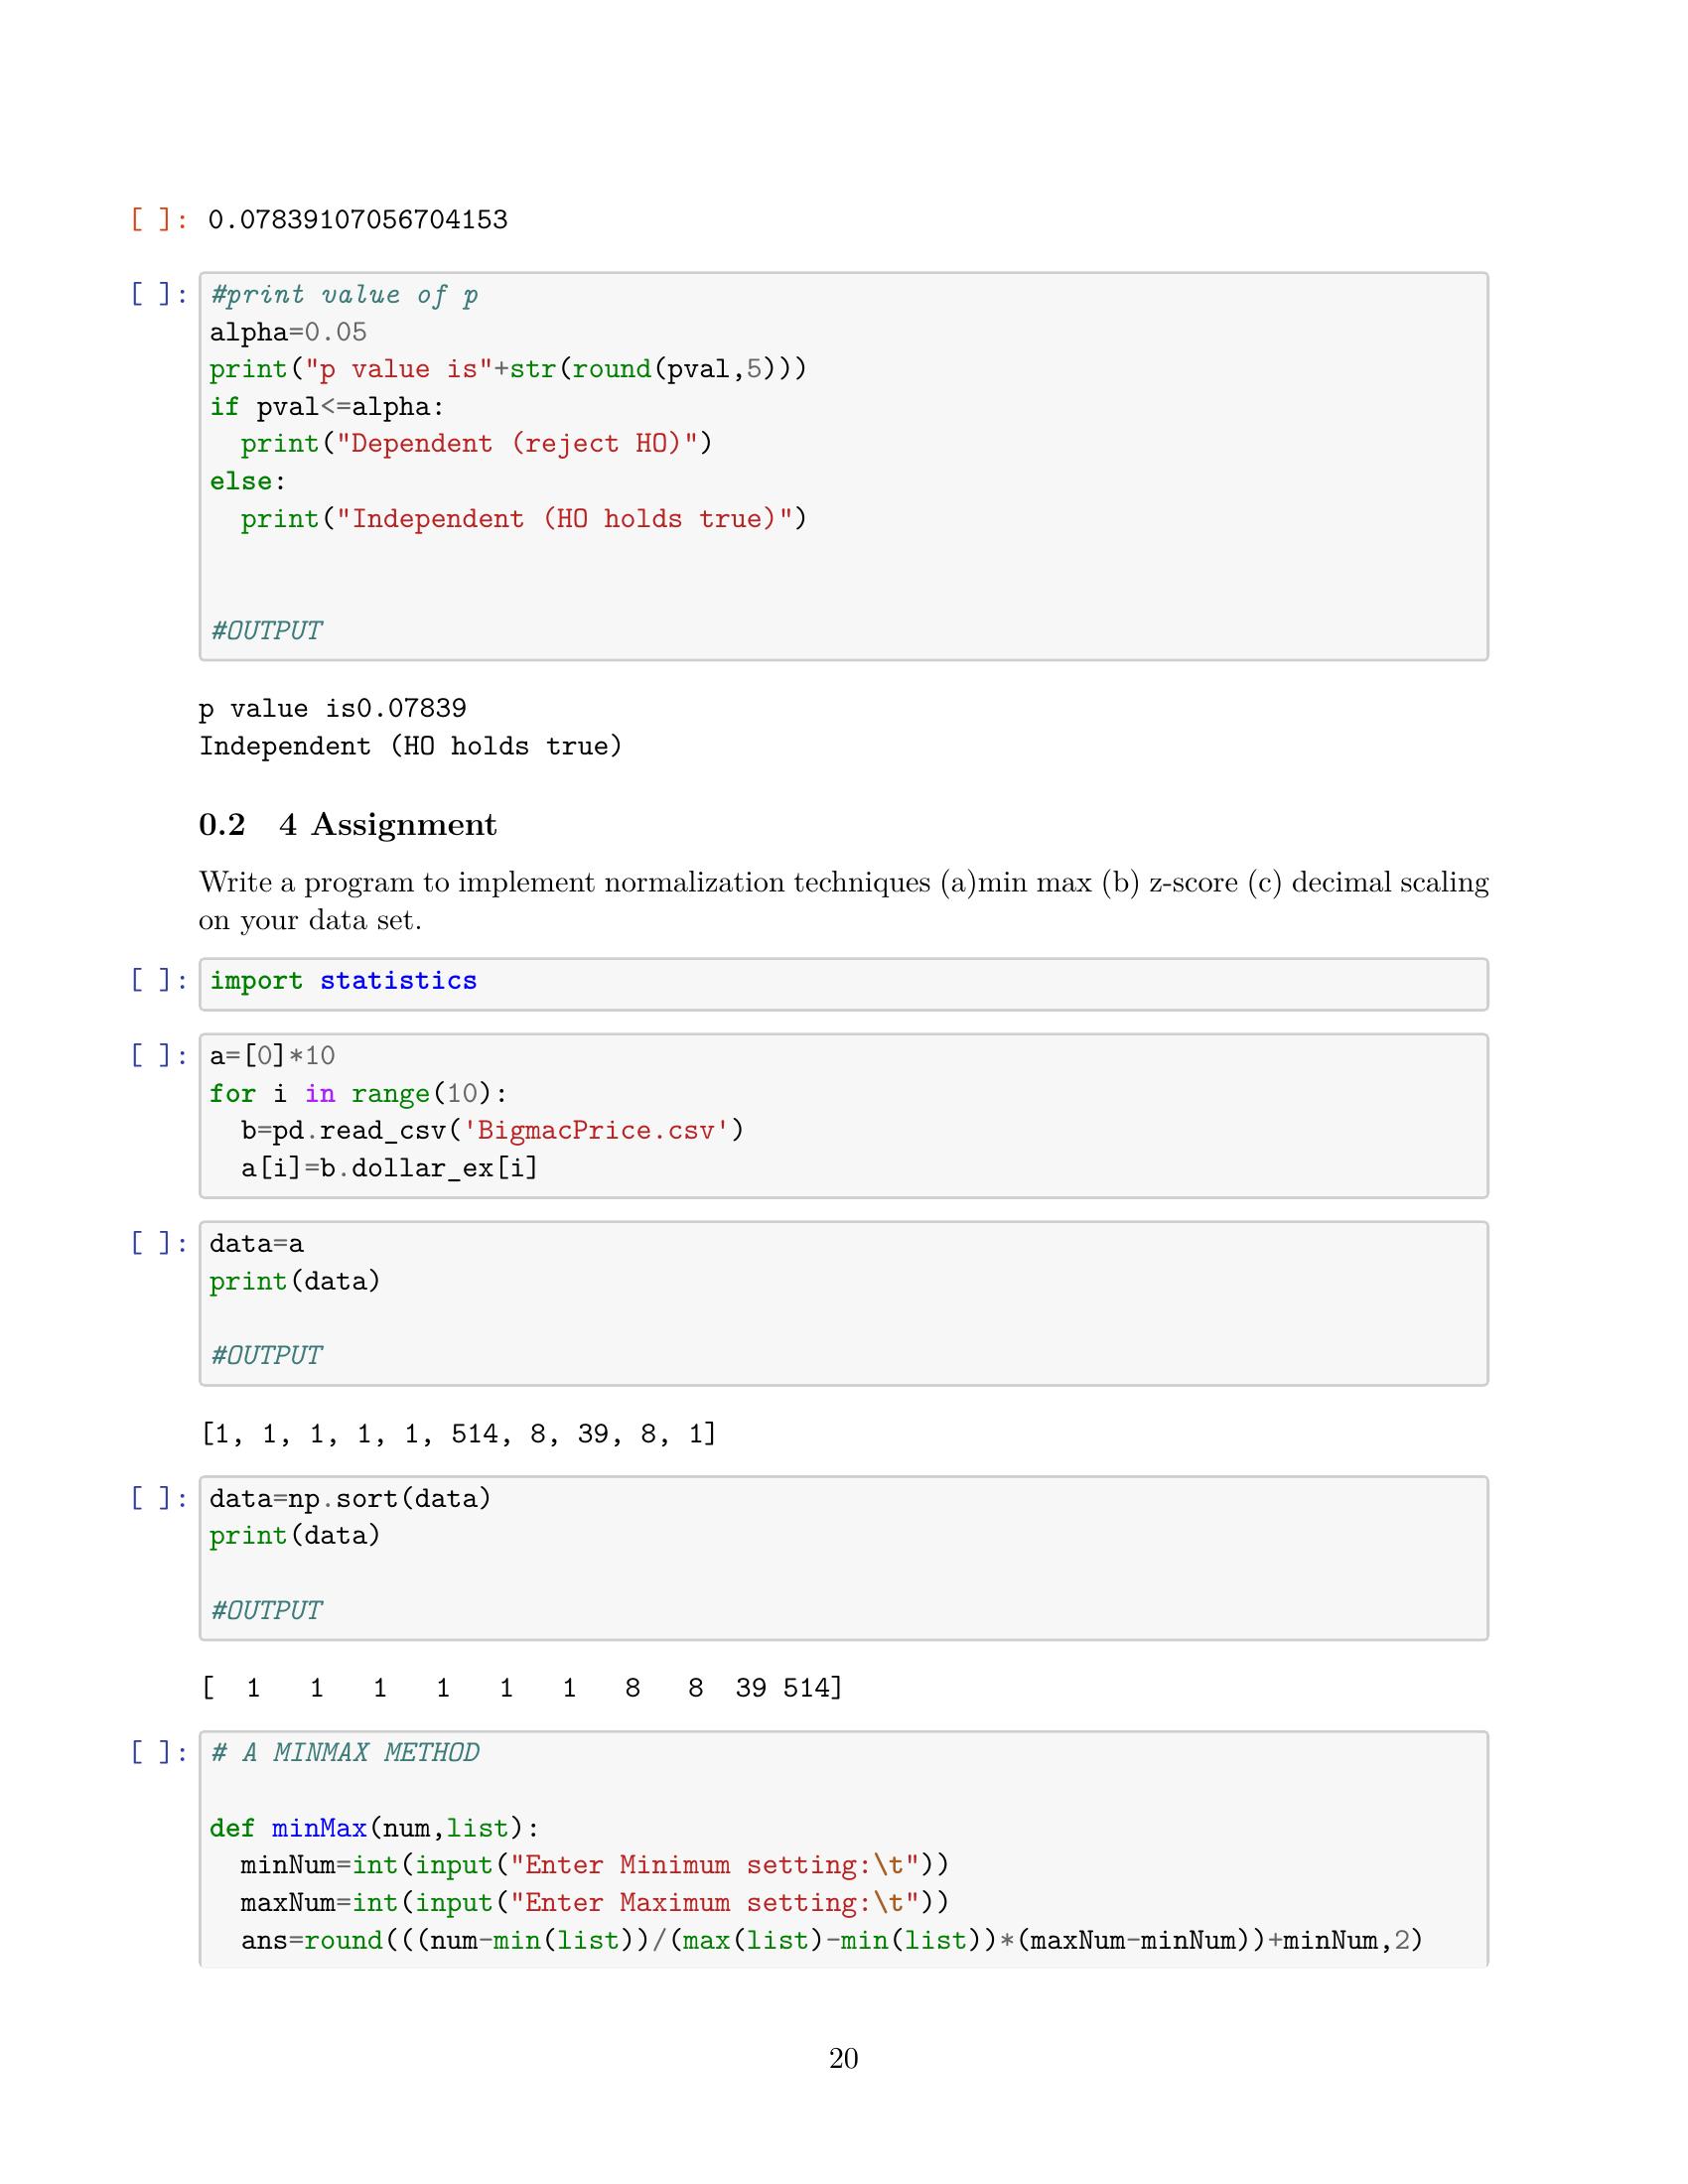 [ ]: 0.07839107056704153
[ ]: #print value of p
alpha=0.05
print("p value is"+str(round(pval,5)))
if pval<=alpha:
  print("Dependent (reject HO)")
else:
  print("Independent (HO holds true)")
#OUTPUT
p value is0.07839
Independent (HO holds true)
0.2 4 Assignment
Write a program to implement normalization techniques (a)min max (b) z-score (c) decimal scaling
on your data set.
[ ]: import statistics
[ ]: a=[0]*10
for i in range(10):
  b=pd.read_csv('BigmacPrice.csv')
  a[i]=b.dollar_ex[i]
[ ]: data=a
print(data)
#OUTPUT
[1, 1, 1, 1, 1, 514, 8, 39, 8, 1]
[ ]: data=np.sort(data)
print(data)
#OUTPUT
[  1   1   1   1   1   1   8   8  39 514]
[ ]: # A MINMAX METHOD
def minMax(num,list):
  minNum=int(input("Enter Minimum setting:\t"))
  maxNum=int(input("Enter Maximum setting:\t"))
  ans=round(((num-min(list))/(max(list)-min(list))*(maxNum-minNum))+minNum,2)
20